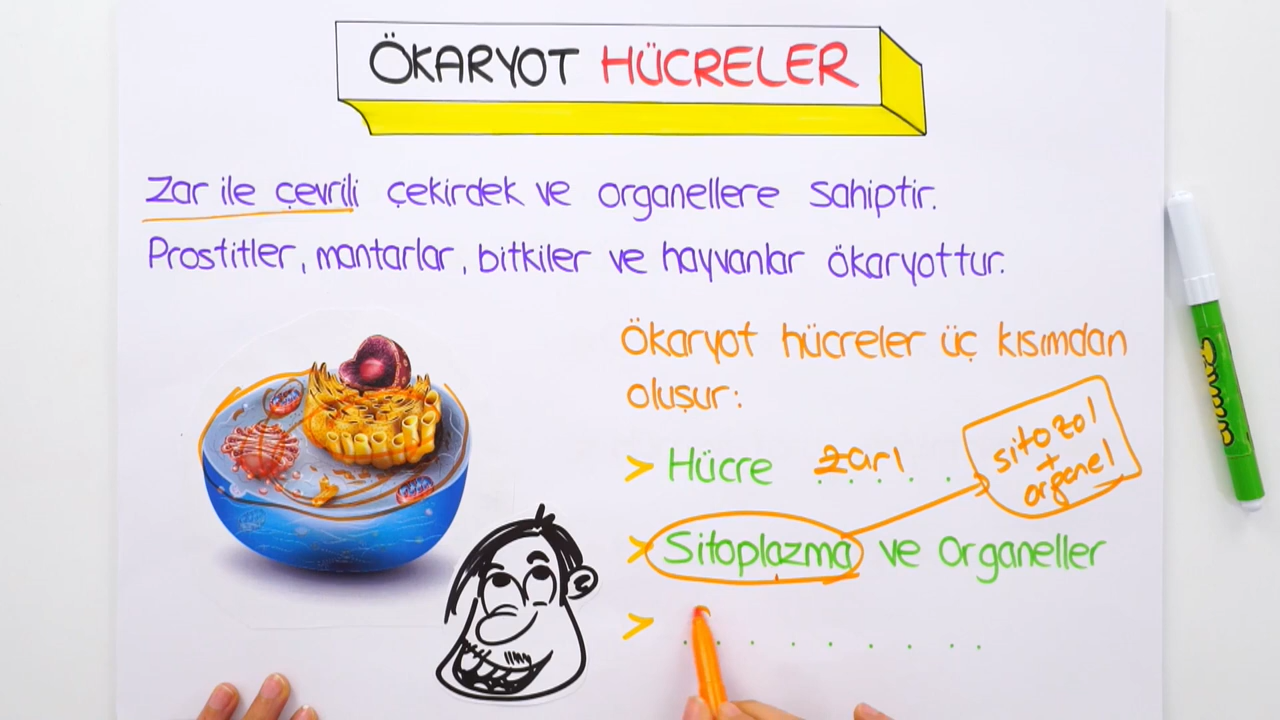 ÖKARYOT HÜCRELER
Zar ile çevrili çekirdek ve organellere sahiptir.
Prostitler, mantarlar, bitkiler ve hayvanlar ökaryottur.
Ökaryot hücreler üç kısımdan
oluşur:
> Hücre zarı
sitozol
+
organel
> Sitoplazma ve Organeller
>